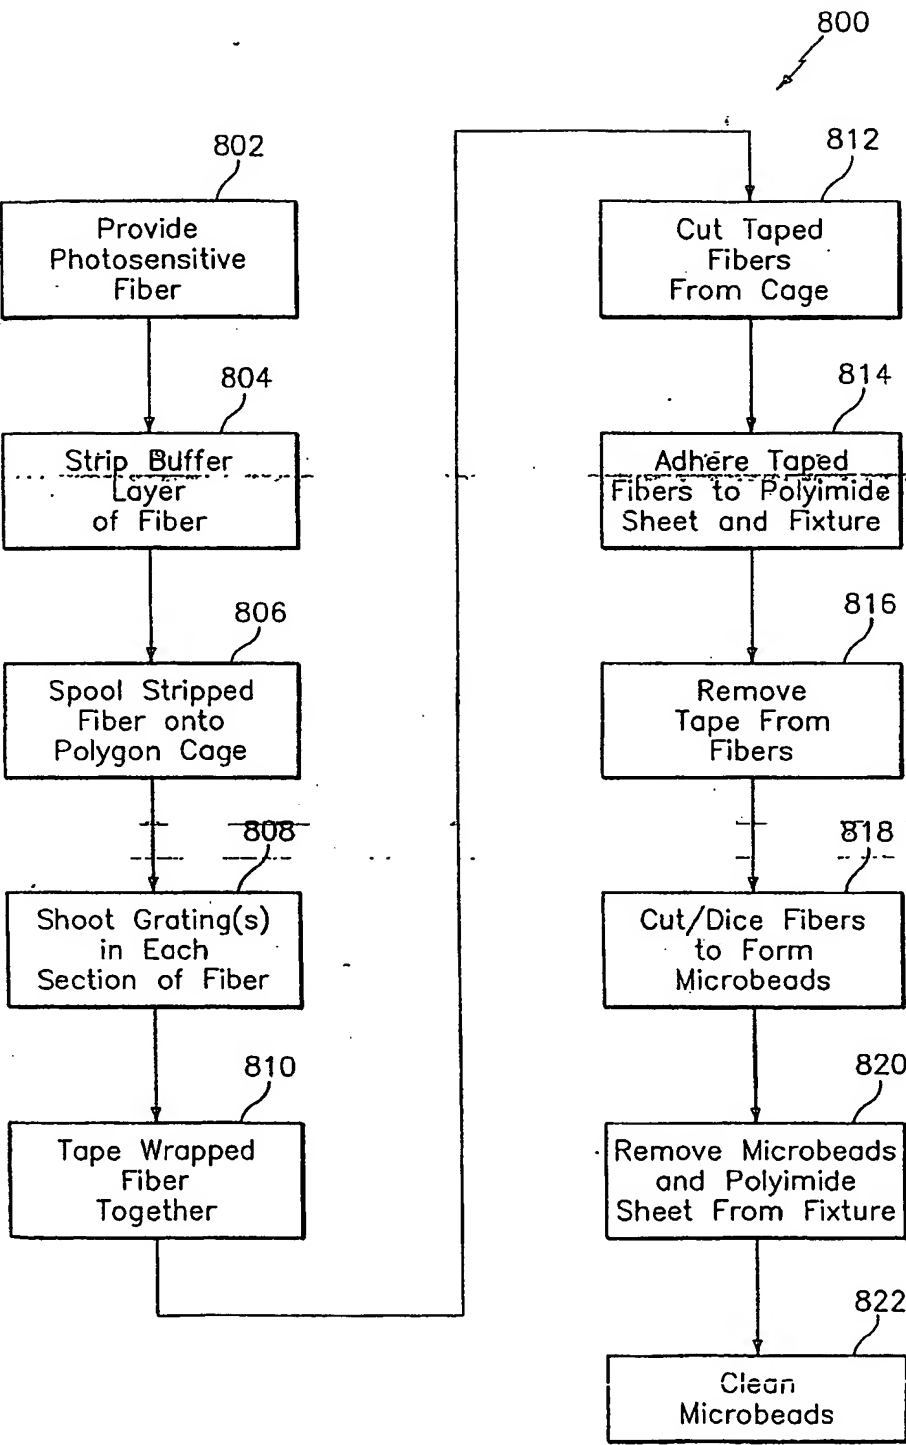 800
802
Provide
Photosensitive
Fiber
804
Strip Buffer
Layer
of Fiber
806
Spool Stripped
Fiber onto
Polygon Cage
808
Shoot Grating(s)
in Each
Section of Fiber
810
Tape Wrapped
Fiber
Together
812
Cut Taped
Fibers
From Cage
814
Adhere Taped
Fibers to Polyimide
Sheet and Fixture
816
Remove
Tape From
Fibers
818
Cut/Dice Fibers
to Form
Microbeads
820
Remove Microbeads
and Polyimide
Sheet From Fixture
822
Clean
Microbeads